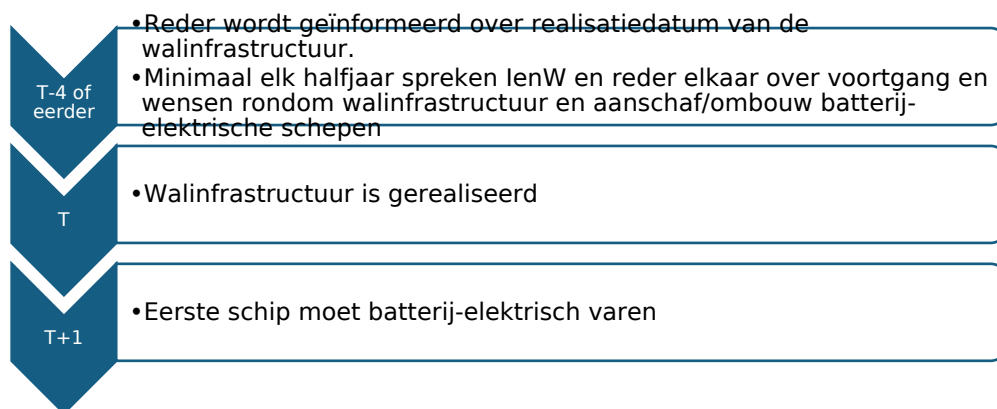 T-4 of
eerder
•Reder wordt geïnformeerd over realisatiedatum van de
walinfrastructuur.
•Minimaal elk halfjaar spreken IenW en reder elkaar over voortgang en
wensen rondom walinfrastructuur en aanschaf/ombouw batterij-
elektrische schepen
T
•Walinfrastructuur is gerealiseerd
T+1
•Eerste schip moet batterij-elektrisch varen